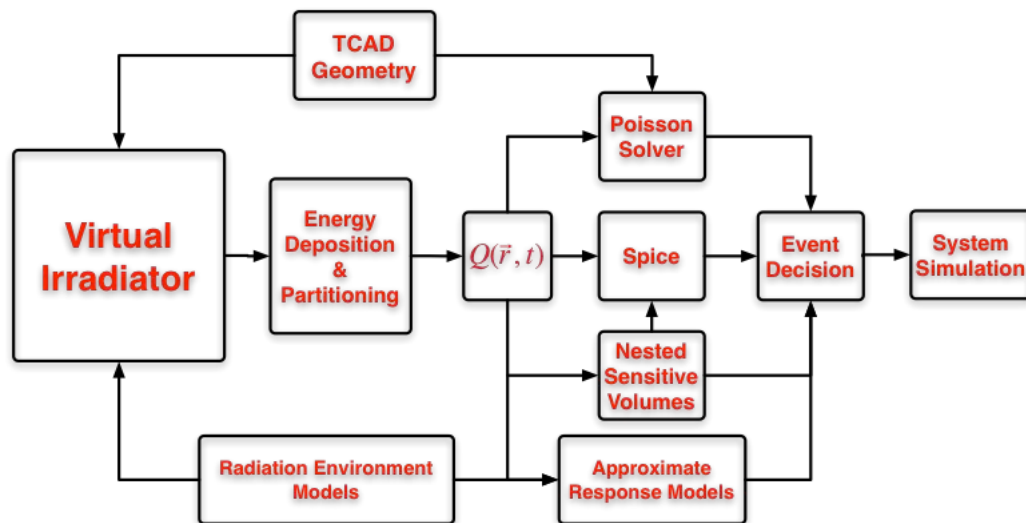 TCAD
Geometry
Poisson
Solver
Virtual
Irradiator
Energy
Deposition
&
Partitioning
Q(r⃗, t)
Spice
Event
Decision
System
Simulation
Nested
Sensitive
Volumes
Radiation Environment
Models
Approximate
Response Models